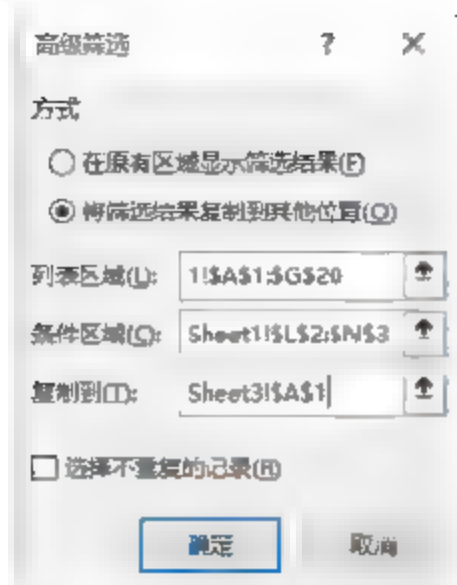 高级筛选 ? ×
方式
在原有区域显示筛选结果(F)
将筛选结果复制到其他位置(O)
列表区域(L): 1!$A$1:$G$20
条件区域(C): Sheet1!$L$2:$N$3
复制到(T): Sheet3!$A$1
选择不重复的记录(R)
确定 取消